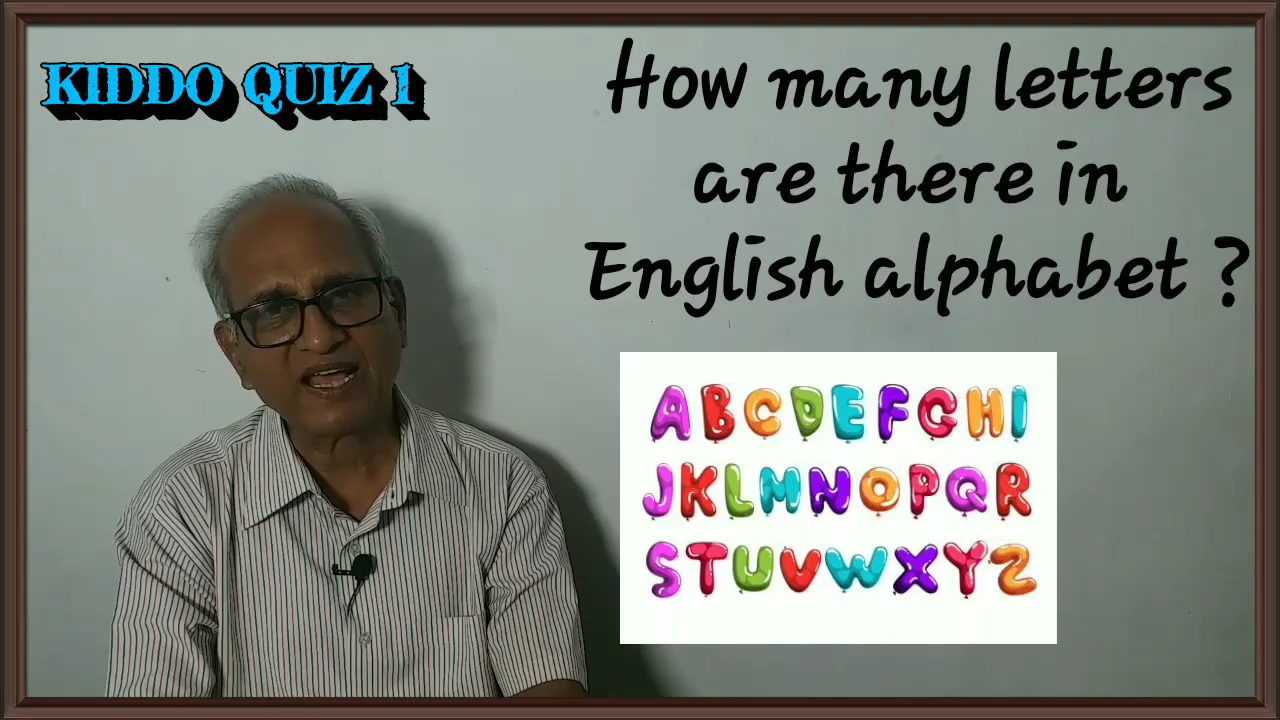 KIDDO QUIZ 1
How many letters
are there in
English alphabet ?
ABCDEFGHI
JKLMNOPQR
STUVWXYZ